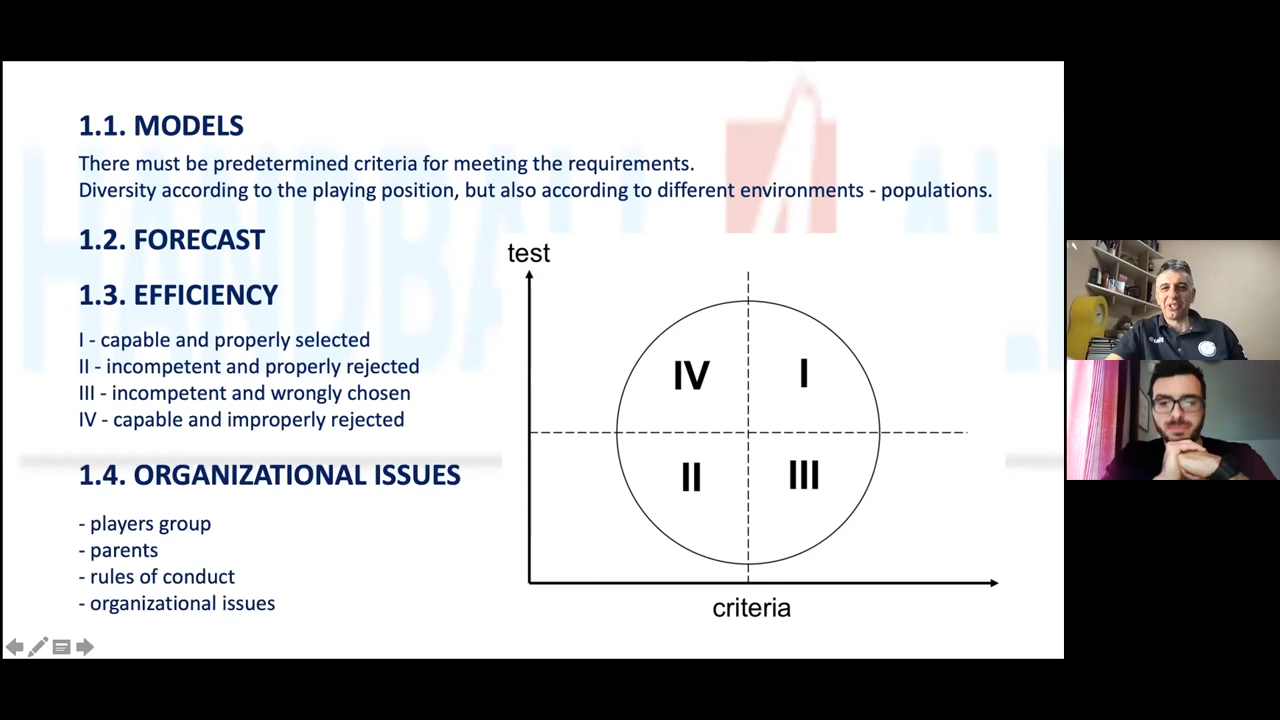 1.1. MODELS
There must be predetermined criteria for meeting the requirements.
Diversity according to the playing position, but also according to different environments - populations.
1.2. FORECAST
1.3. EFFICIENCY
I - capable and properly selected
II - incompetent and properly rejected
III - incompetent and wrongly chosen
IV - capable and improperly rejected
1.4. ORGANIZATIONAL ISSUES
- players group
- parents
- rules of conduct
- organizational issues
test
IV
I
II
III
criteria